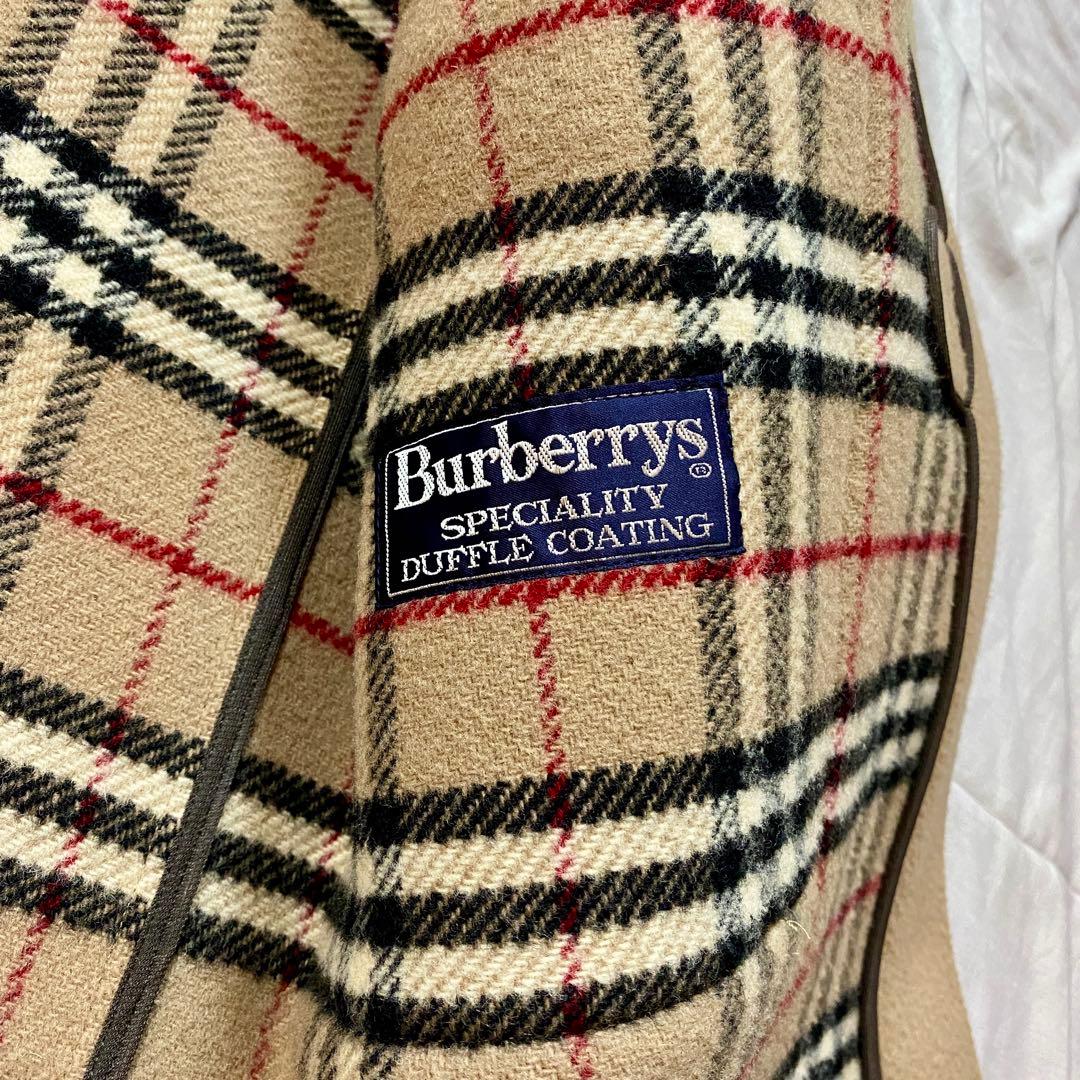 Burberrys®
SPECIALITY
DUFFLE COATING